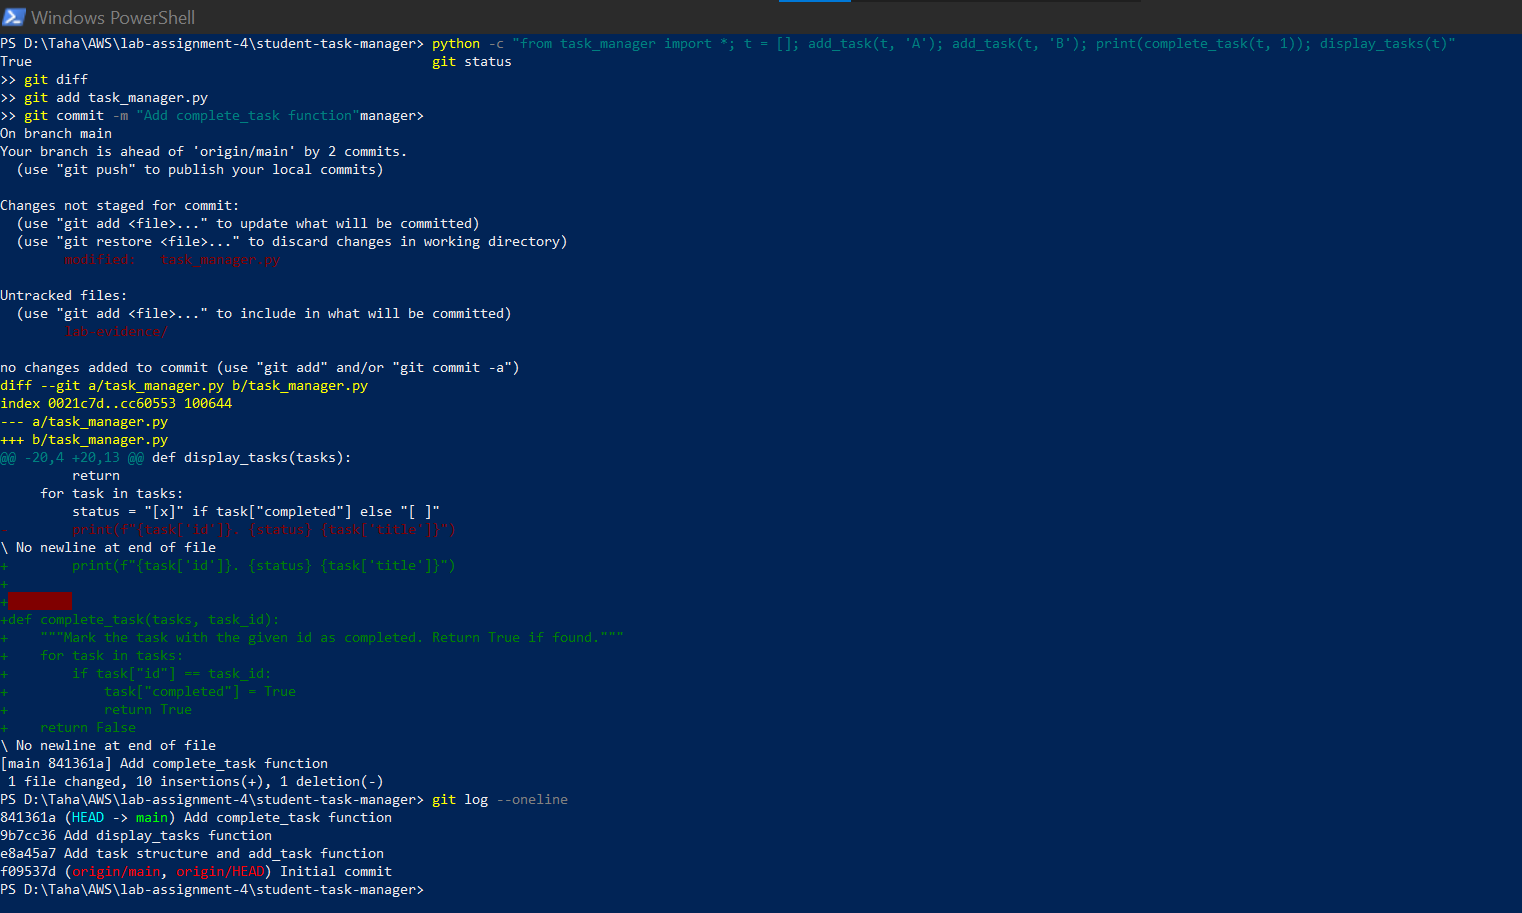 Windows PowerShell
PS D:\Taha\AWS\lab-assignment-4\student-task-manager> python -c "from task_manager import *; t = []; add_task(t, 'A'); add_task(t, 'B'); print(complete_task(t, 1)); display_tasks(t)"
True                                                  git status
>> git diff
>> git add task_manager.py
>> git commit -m "Add complete_task function"manager>
On branch main
Your branch is ahead of 'origin/main' by 2 commits.
  (use "git push" to publish your local commits)

Changes not staged for commit:
  (use "git add <file>..." to update what will be committed)
  (use "git restore <file>..." to discard changes in working directory)
        modified:   task_manager.py

Untracked files:
  (use "git add <file>..." to include in what will be committed)
        lab-evidence/

no changes added to commit (use "git add" and/or "git commit -a")
diff --git a/task_manager.py b/task_manager.py
index 0021c7d..cc60553 100644
--- a/task_manager.py
+++ b/task_manager.py
@@ -20,4 +20,13 @@ def display_tasks(tasks):
         return
     for task in tasks:
         status = "[x]" if task["completed"] else "[ ]"
-        print(f"{task['id']}. {status} {task['title']}")
\ No newline at end of file
+        print(f"{task['id']}. {status} {task['title']}")
+
+
+def complete_task(tasks, task_id):
+    """Mark the task with the given id as completed. Return True if found."""
+    for task in tasks:
+        if task["id"] == task_id:
+            task["completed"] = True
+            return True
+    return False
\ No newline at end of file
[main 841361a] Add complete_task function
 1 file changed, 10 insertions(+), 1 deletion(-)
PS D:\Taha\AWS\lab-assignment-4\student-task-manager> git log --oneline
841361a (HEAD -> main) Add complete_task function
9b7cc36 Add display_tasks function
e8a45a7 Add task structure and add_task function
f09537d (origin/main, origin/HEAD) Initial commit
PS D:\Taha\AWS\lab-assignment-4\student-task-manager>